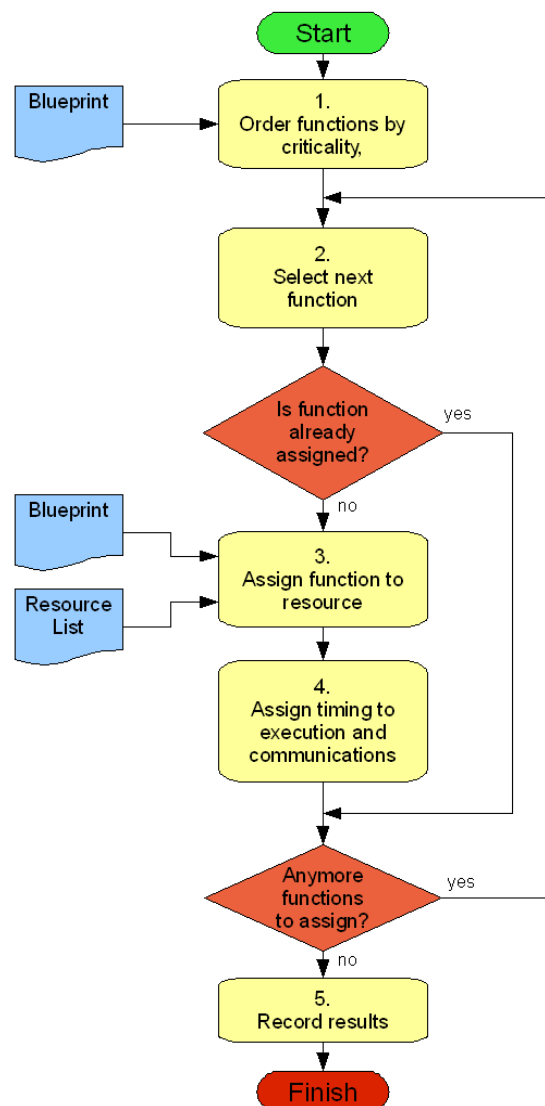 Start
Blueprint
1.
Order functions by
criticality,
2.
Select next
function
Is function
already
assigned?
yes
no
Blueprint
3.
Assign function to
resource
Resource
List
4.
Assign timing to
execution and
communications
Anymore
functions
to assign?
yes
no
5.
Record results
Finish